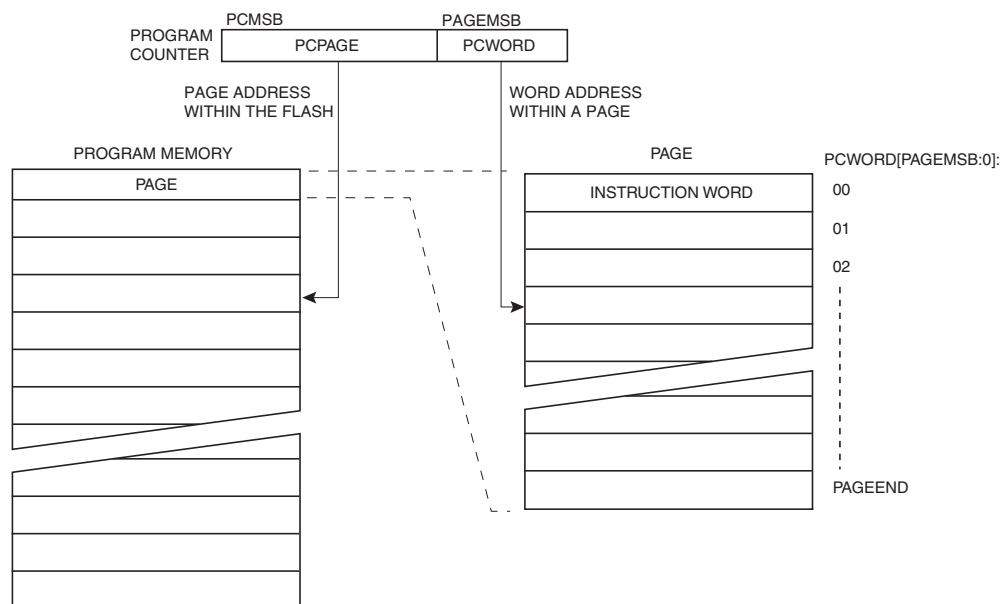 PCMSB
PAGEMSB
PROGRAM
COUNTER
PCPAGE
PCWORD
PAGE ADDRESS
WITHIN THE FLASH
WORD ADDRESS
WITHIN A PAGE
PROGRAM MEMORY
PAGE
PAGE
PCWORD[PAGEMSB:0]:
INSTRUCTION WORD
00
01
02
PAGEEND